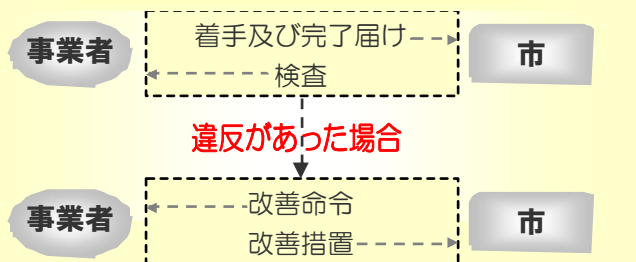 事業者
着手及び完了届け
検査
市
違反があった場合
事業者
改善命令
改善措置
市